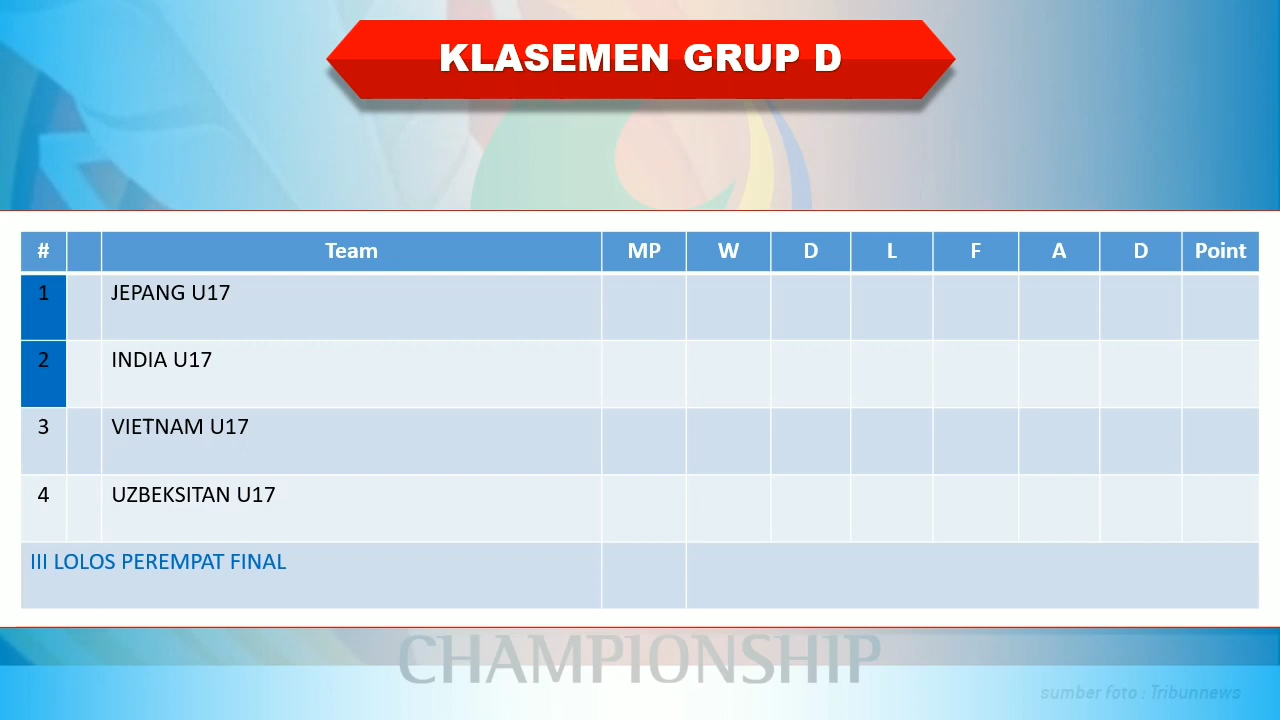 KLASEMEN GRUP D
# Team MP W D L F A D Point
1 JEPANG U17
2 INDIA U17
3 VIETNAM U17
4 UZBEKSITAN U17
III LOLOS PEREMPAT FINAL
CHAMPIONSHIP
sumber foto : Tribunnews